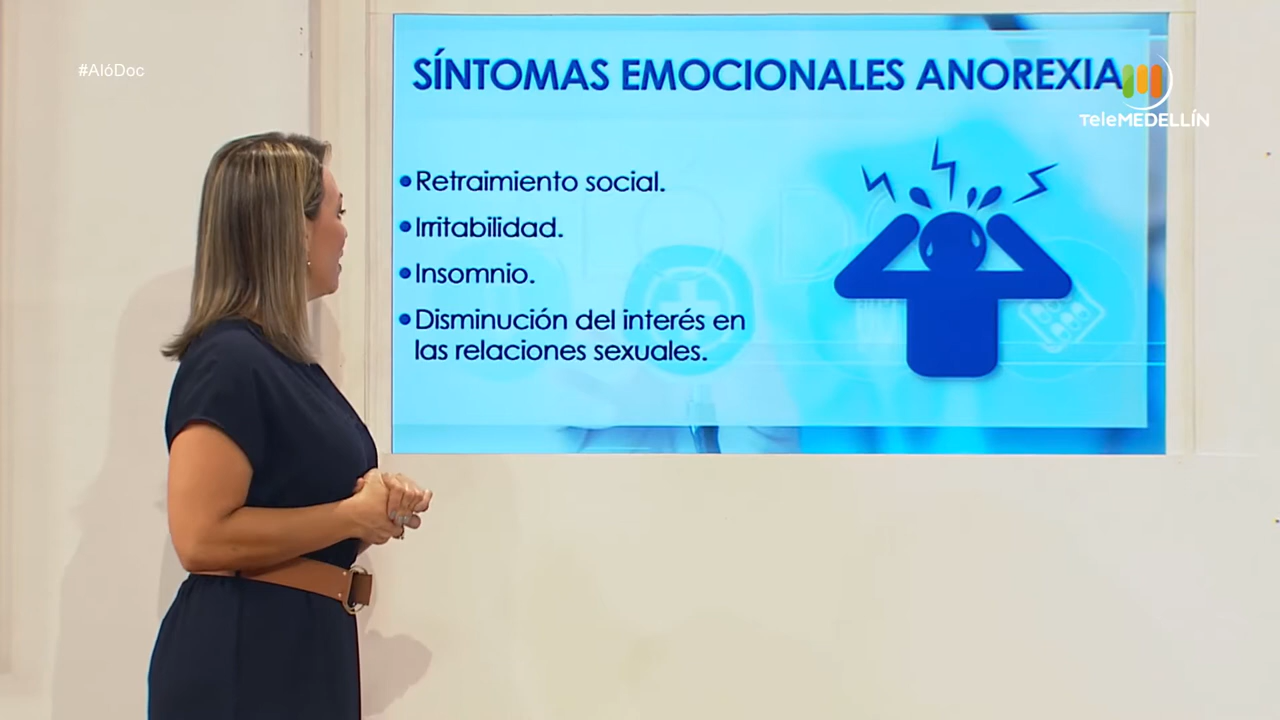 #AlóDoc
SÍNTOMAS EMOCIONALES ANOREXIA
TeleMEDELLÍN
•Retraimiento social.
•Irritabilidad.
•Insomnio.
•Disminución del interés en
las relaciones sexuales.